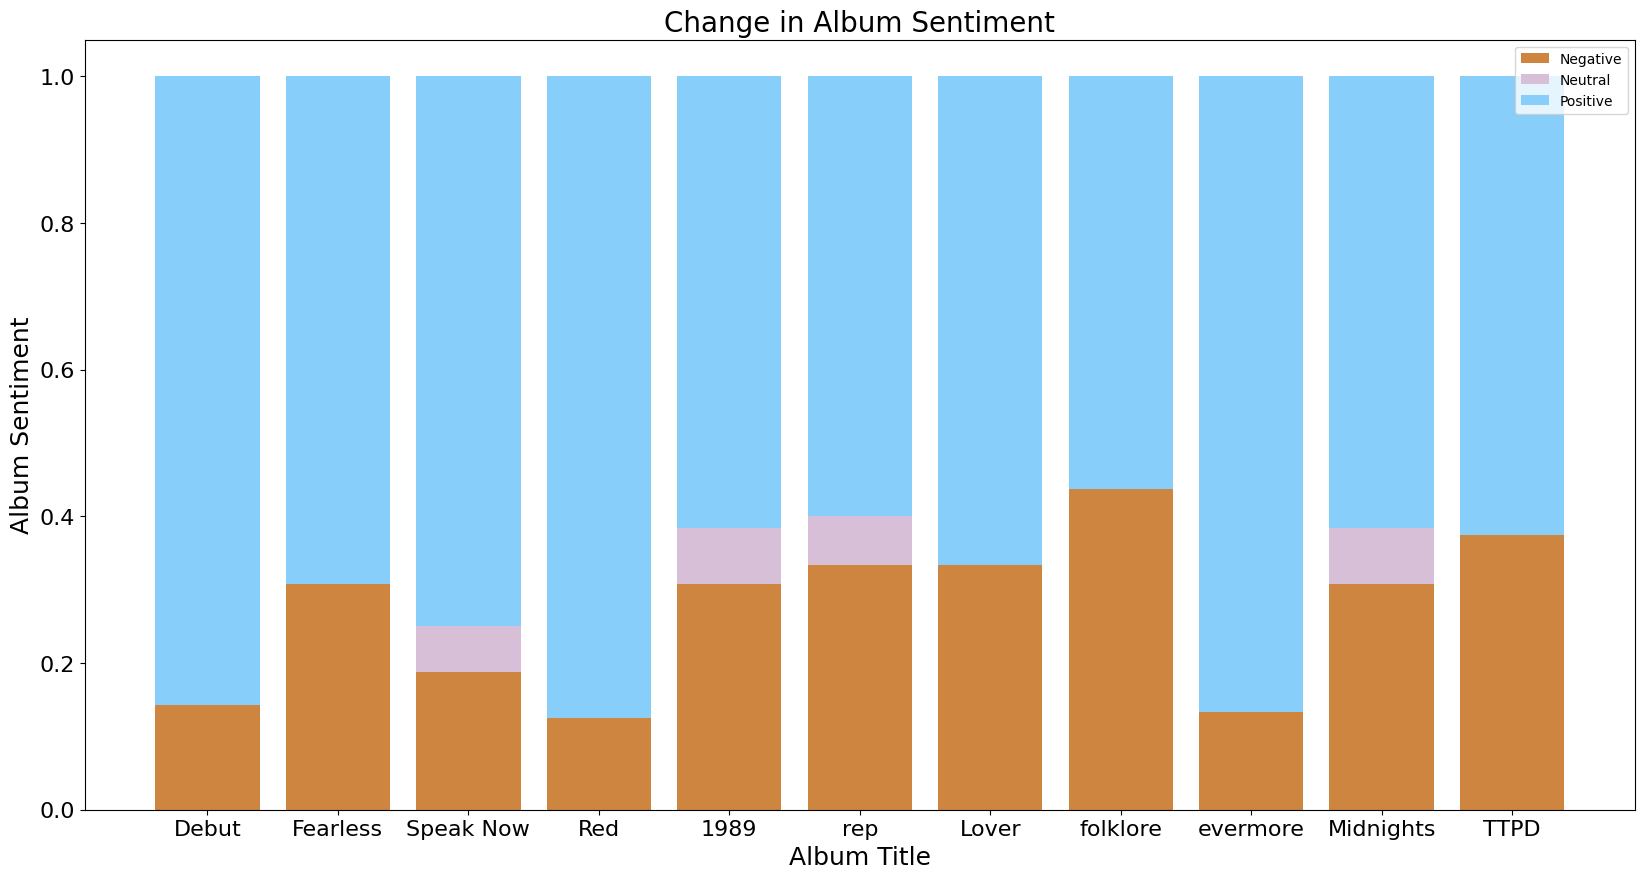 Change in Album Sentiment
Negative
Neutral
Positive
Album Sentiment
1.0
0.8
0.6
0.4
0.2
0.0
Debut Fearless Speak Now Red 1989 rep Lover folklore evermore Midnights TTPD
Album Title